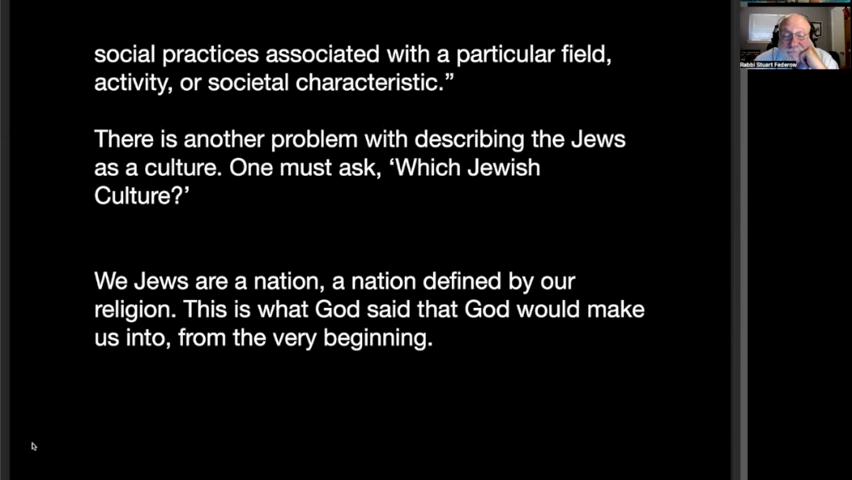 social practices associated with a particular field,
activity, or societal characteristic.”
There is another problem with describing the Jews
as a culture. One must ask, ‘Which Jewish
Culture?’
We Jews are a nation, a nation defined by our
religion. This is what God said that God would make
us into, from the very beginning.
Rabbi Stuart Federow